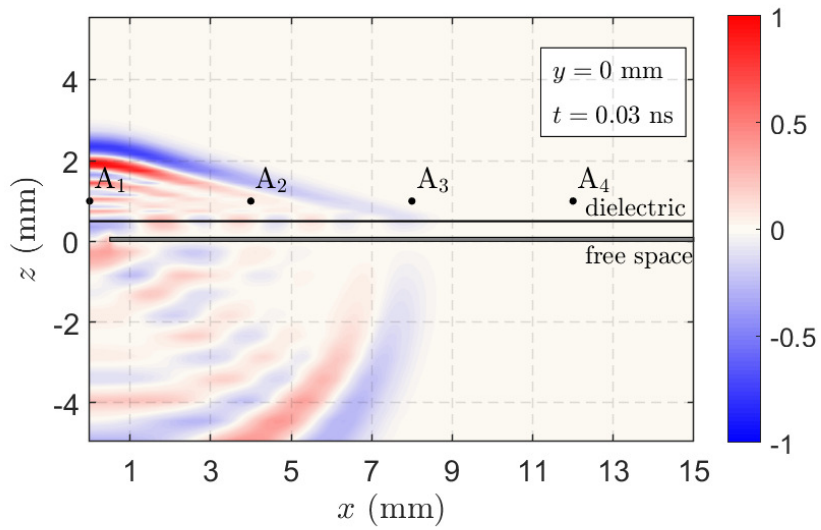 y = 0 mm
t = 0.03 ns
A₁
A₂
A₃
A₄
dielectric
free space
4
2
0
-2
-4
z (mm)
1 3 5 7 9 11 13 15
x (mm)
1
0.5
0
-0.5
-1